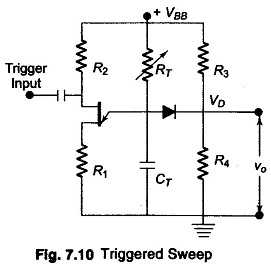 + V_BB
R_2
R_T
R_3
Trigger
Input
V_D
R_1
C_T
R_4
v_o
Fig. 7.10 Triggered Sweep